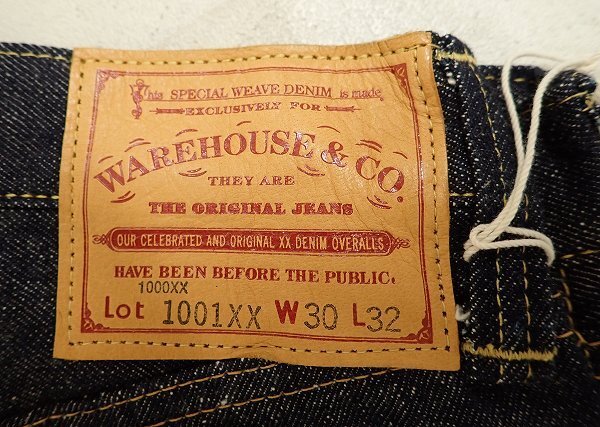 This SPECIAL WEAVE DENIM is made
EXCLUSIVELY FOR
WAREHOUSE & CO.
THEY ARE
THE ORIGINAL JEANS
OUR CELEBRATED AND ORIGINAL XX DENIM OVERALLS
HAVE BEEN BEFORE THE PUBLIC.
1000XX
Lot 1001XX W30 L32